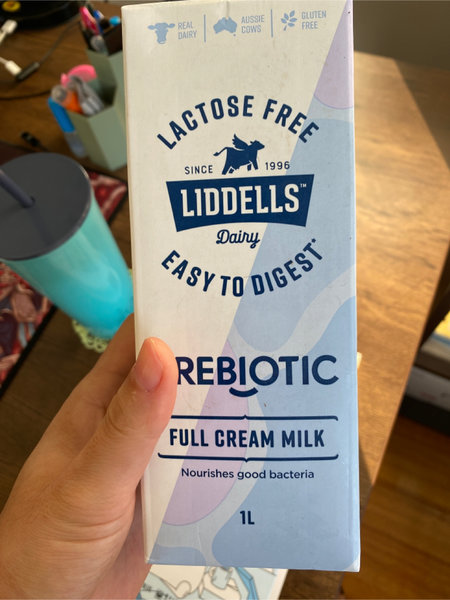 REAL DAIRY
AUSSIE COWS
GLUTEN FREE
LACTOSE FREE
SINCE 1996
LIDDELLS™
Dairy
EASY TO DIGEST*
REBIOTIC
FULL CREAM MILK
Nourishes good bacteria
1L